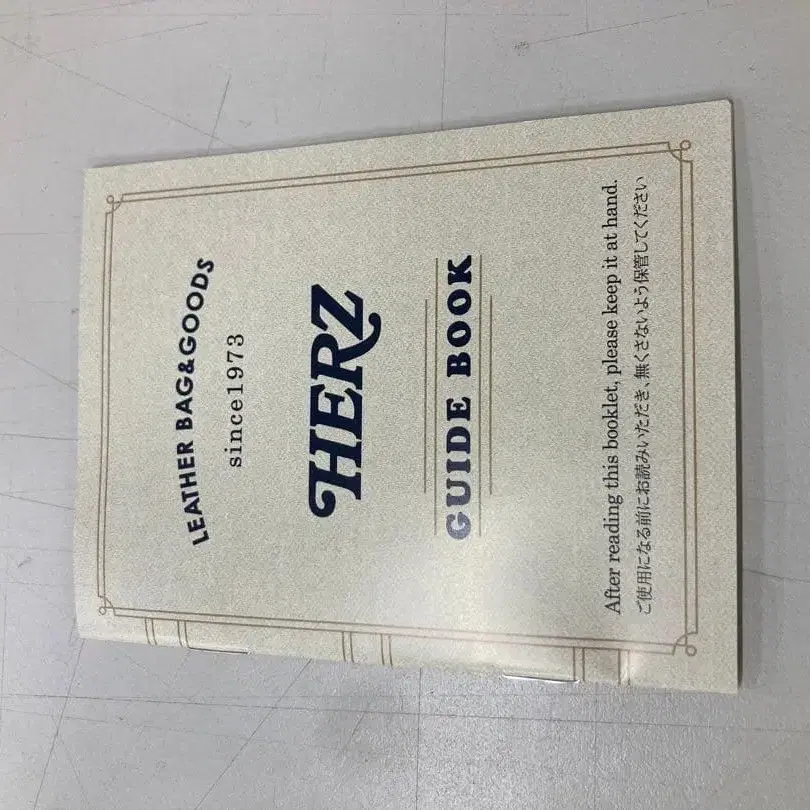 LEATHER BAG&GOODS
since1973
HERZ
GUIDE BOOK
After reading this booklet, please keep it at hand.
ご使用になる前にお読みいただき、無くさないよう保管してください